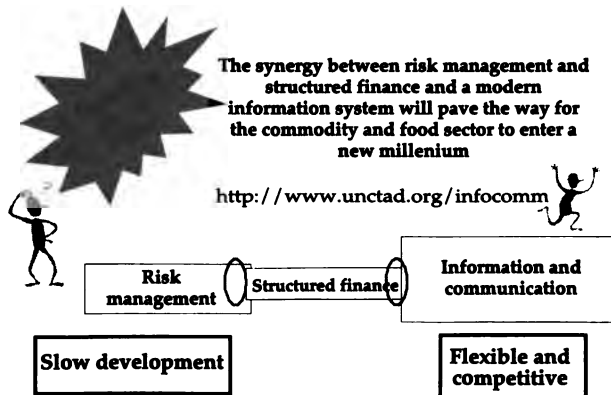 The synergy between risk management and
structured finance and a modern
information system will pave the way for
the commodity and food sector to enter a
new millenium
http://www.unctad.org/infocomm
Risk
management
Structured finance
Information and
communication
Slow development
Flexible and
competitive